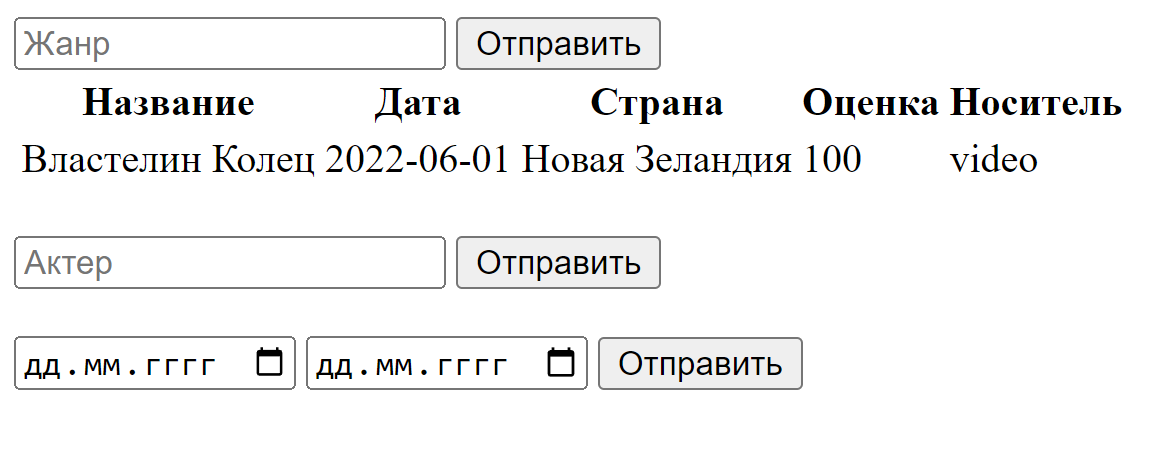 Жанр Отправить
Название Дата Страна Оценка Носитель
Властелин Колец 2022-06-01 Новая Зеландия 100 video
Актер Отправить
дд.мм.гггг дд.мм.гггг Отправить